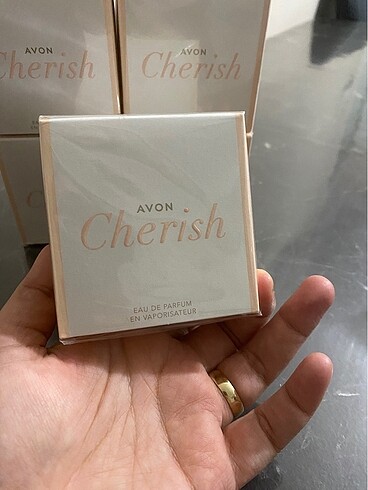 AVON
Cherish
AVON
Cherish
AVON
Cherish
EAU DE PARFUM
EN VAPORISATEUR